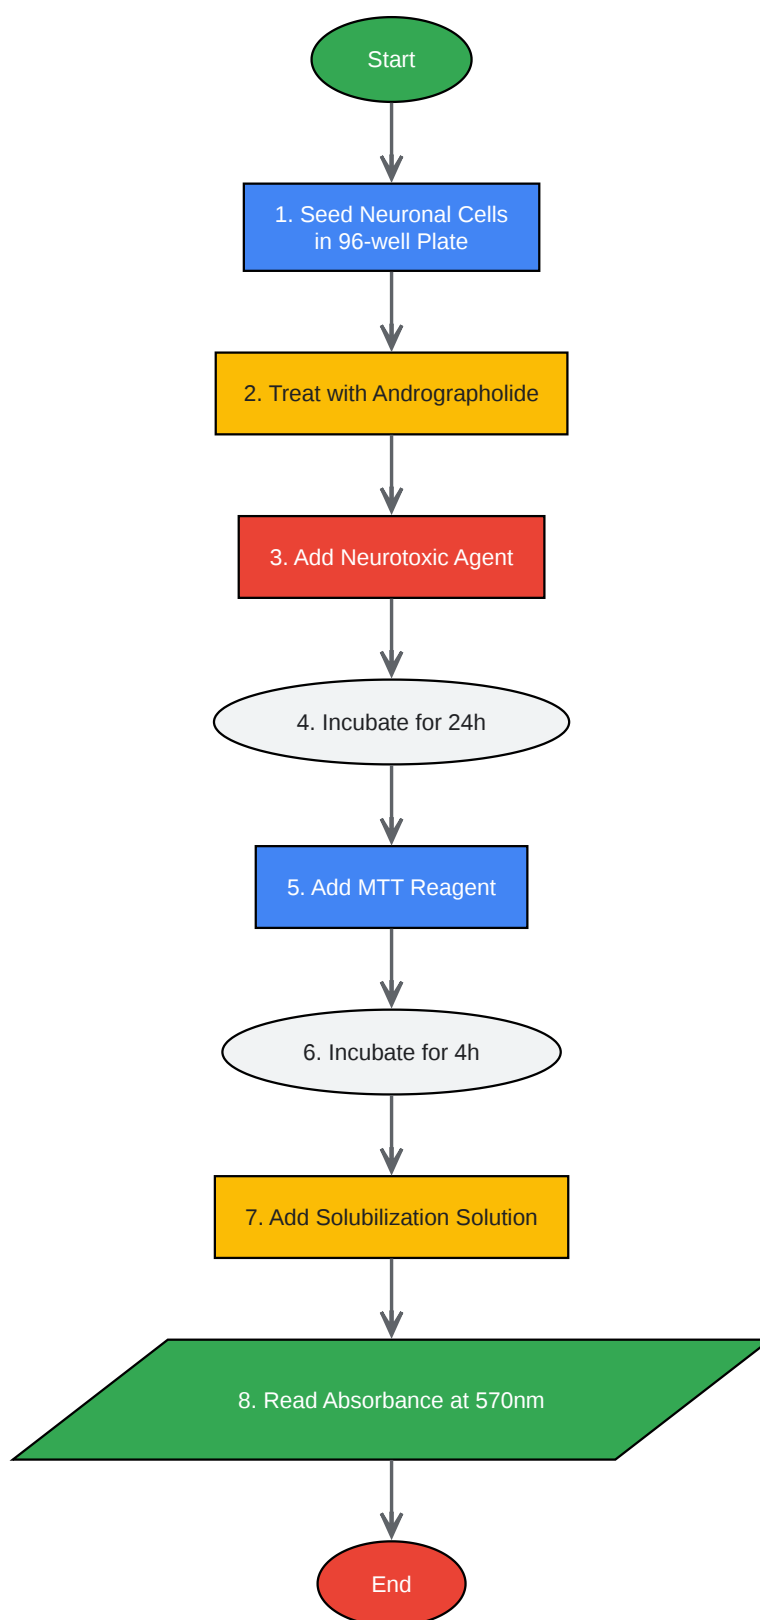 Start
1. Seed Neuronal Cells
in 96-well Plate
2. Treat with Andrographolide
3. Add Neurotoxic Agent
4. Incubate for 24h
5. Add MTT Reagent
6. Incubate for 4h
7. Add Solubilization Solution
8. Read Absorbance at 570nm
End